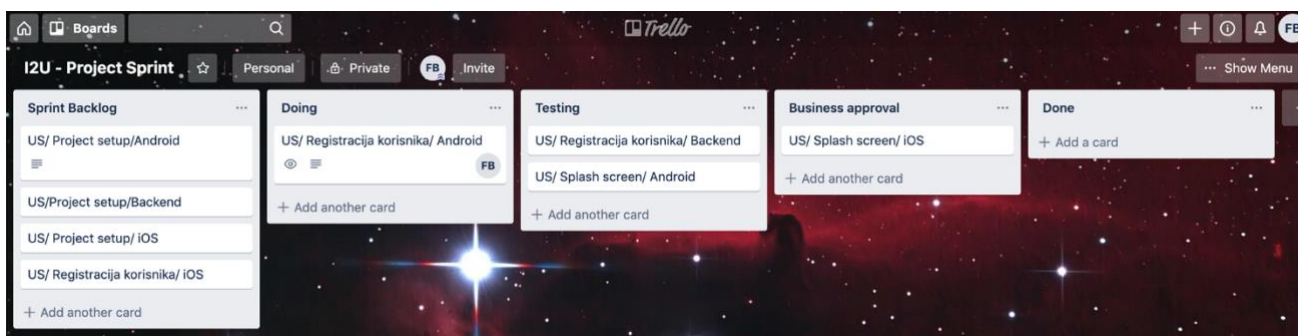 Boards
Trello
FB
I2U - Project Sprint
Personal
Private
FB
Invite
... Show Menu
Sprint Backlog
US/ Project setup/Android
US/Project setup/Backend
US/ Project setup/ iOS
US/ Registracija korisnika/ iOS
+ Add another card
Doing
US/ Registracija korisnika/ Android
FB
+ Add another card
Testing
US/ Registracija korisnika/ Backend
US/ Splash screen/ Android
+ Add another card
Business approval
US/ Splash screen/ iOS
+ Add another card
Done
+ Add a card